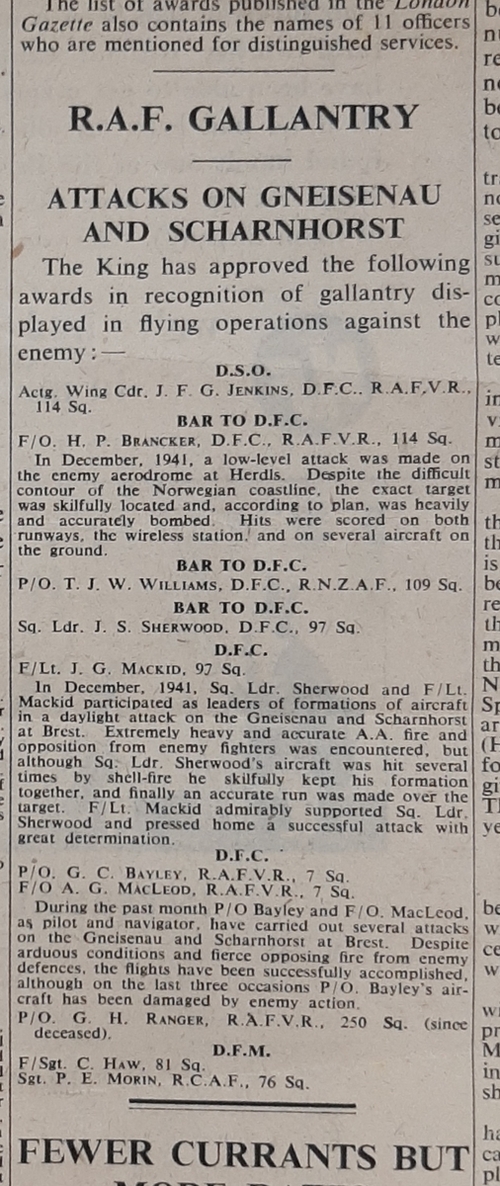 The list of awards published in the London
Gazette also contains the names of 11 officers
who are mentioned for distinguished services.
R.A.F. GALLANTRY
ATTACKS ON GNEISENAU
AND SCHARNHORST
The King has approved the following
awards in recognition of gallantry dis-
played in flying operations against the
enemy:—
D.S.O.
Actg. Wing Cdr. J. F. G. JENKINS, D.F.C., R.A.F.V.R.,
114 Sq.
BAR TO D.F.C.
F/O. H. P. BRANCKER, D.F.C., R.A.F.V.R., 114 Sq.
In December, 1941, a low-level attack was made on
the enemy aerodrome at Herdls. Despite the difficult
contour of the Norwegian coastline, the exact target
was skilfully located and, according to plan, was heavily
and accurately bombed. Hits were scored on both
runways, the wireless station, and on several aircraft on
the ground.
BAR TO D.F.C.
P/O. T. J. W. WILLIAMS, D.F.C., R.N.Z.A.F., 109 Sq.
BAR TO D.F.C.
Sq. Ldr. J. S. SHERWOOD, D.F.C., 97 Sq.
D.F.C.
F/Lt. J. G. MACKID, 97 Sq.
In December, 1941, Sq. Ldr. Sherwood and F/Lt.
Mackid participated as leaders of formations of aircraft
in a daylight attack on the Gneisenau and Scharnhorst
at Brest. Extremely heavy and accurate A.A. fire and
opposition from enemy fighters was encountered, but
although Sq. Ldr. Sherwood's aircraft was hit several
times by shell-fire he skilfully kept his formation
together, and finally an accurate run was made over the
target. F/Lt. Mackid admirably supported Sq. Ldr.
Sherwood and pressed home a successful attack with
great determination.
D.F.C.
P/O. G. C. BAYLEY, R.A.F.V.R., 7 Sq.
F/O A. G. MACLEOD, R.A.F.V.R., 7 Sq.
During the past month P/O Bayley and F/O. MacLeod,
as pilot and navigator, have carried out several attacks
on the Gneisenau and Scharnhorst at Brest. Despite
arduous conditions and fierce opposing fire from enemy
defences, the flights have been successfully accomplished,
although on the last three occasions P/O. Bayley's air-
craft has been damaged by enemy action.
P/O. G. H. RANGER, R.A.F.V.R., 250 Sq. (since
deceased).
D.F.M.
F/Sgt. C. HAW, 81 Sq.
Sgt. P. E. MORIN, R.C.A.F., 76 Sq.
FEWER CURRANTS BUT